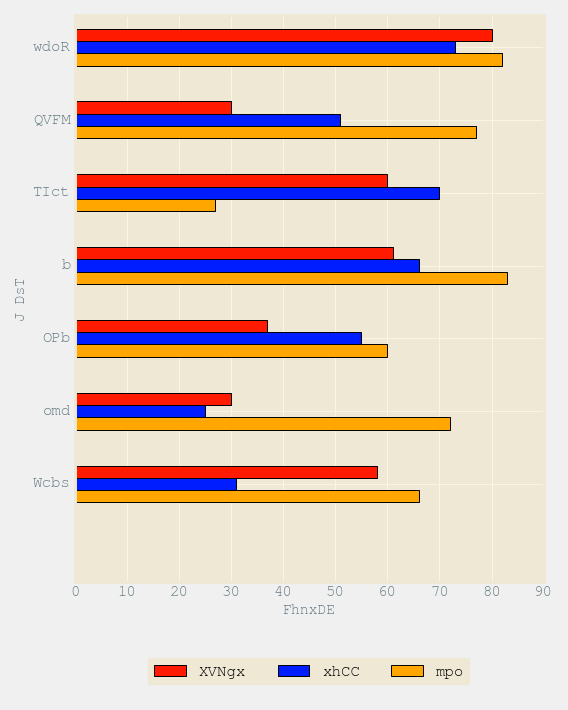 wdoR
QVFM
TIct
b
OPb
omd
Wcbs
J DsT
0 10 20 30 40 50 60 70 80 90
FhnxDE
XVNgx xhCC mpo